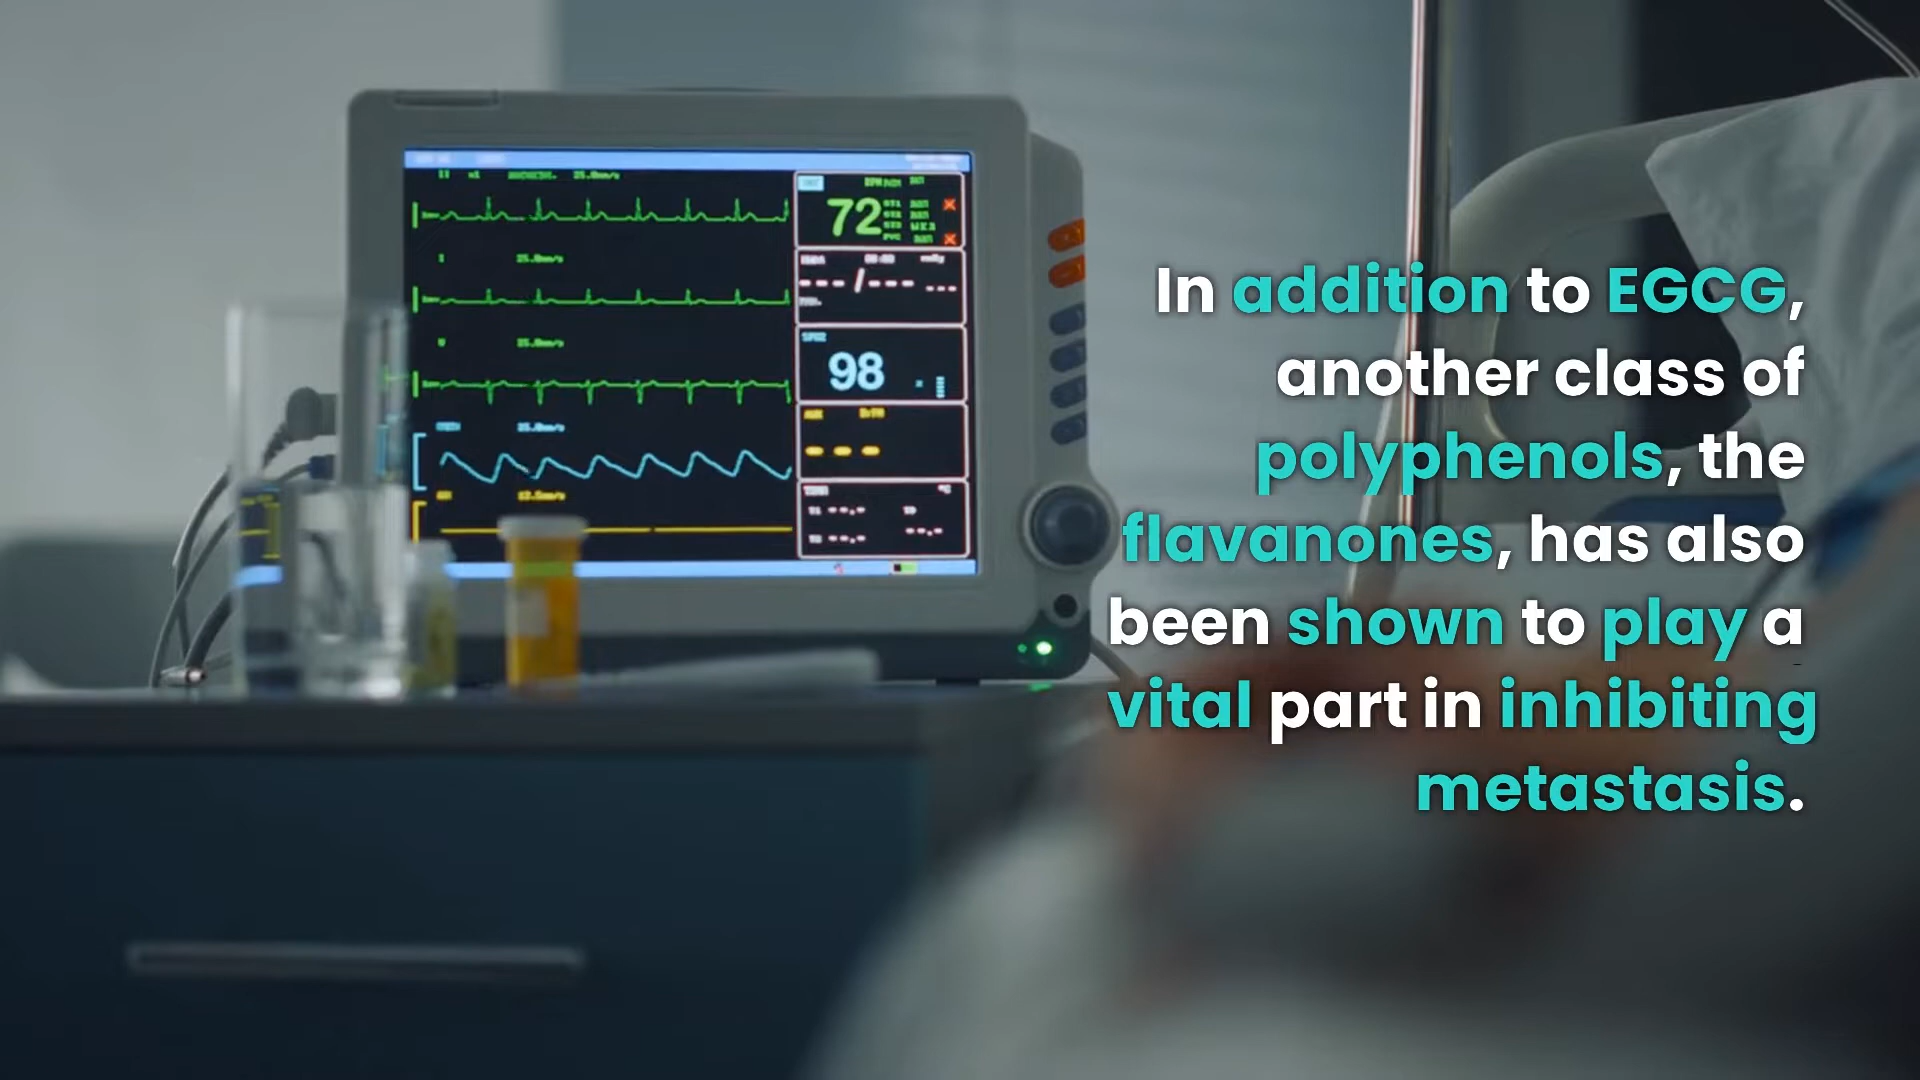 72
98
In addition to EGCG,
another class of
polyphenols, the
flavanones, has also
been shown to play a
vital part in inhibiting
metastasis.